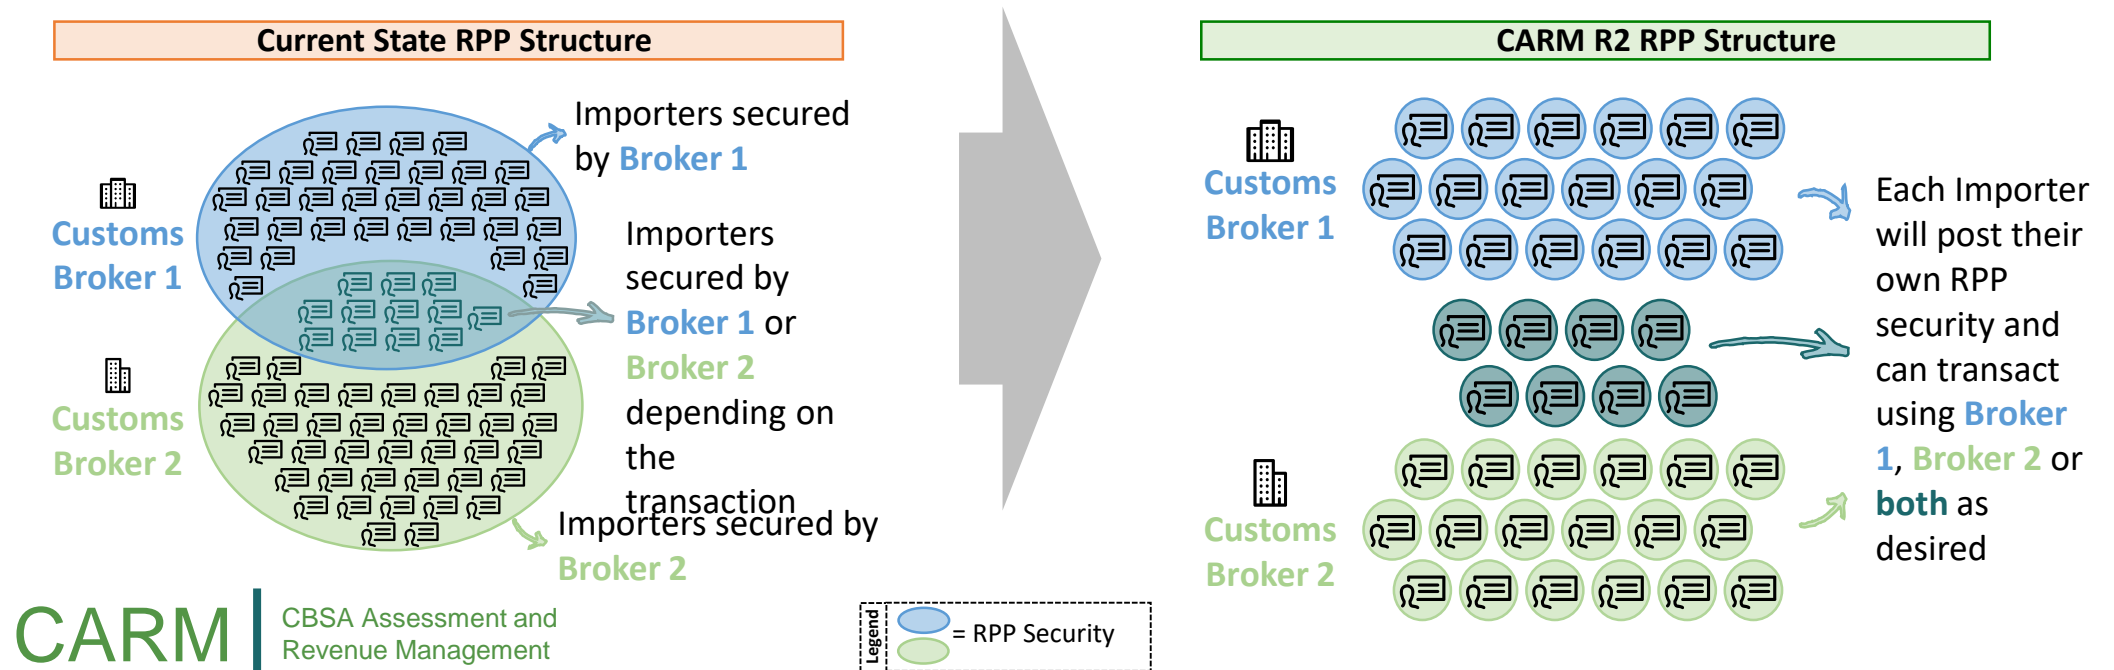 Current State RPP Structure
Customs
Broker 1
Customs
Broker 2
Importers secured
by Broker 1
Importers
secured by
Broker 1 or
Broker 2
depending on
the
transaction
Importers secured by
Broker 2
CARM R2 RPP Structure
Customs
Broker 1
Customs
Broker 2
Each Importer
will post their
own RPP
security and
can transact
using Broker
1, Broker 2 or
both as
desired
CARM
CBSA Assessment and
Revenue Management
Legend
= RPP Security